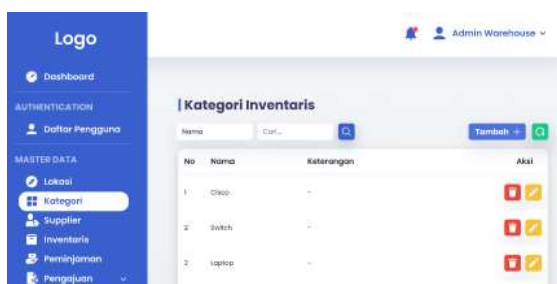 Logo
Admin Warehouse
Dashboard
AUTHENTICATION
Daftar Pengguna
MASTER DATA
Lokasi
Kategori
Supplier
Inventaris
Peminjaman
Pengajuan
Kategori Inventaris
Nama
Cari...
Tambah +
No Nama Keterangan Aksi
1 Cisco -
2 Switch -
3 Laptop -